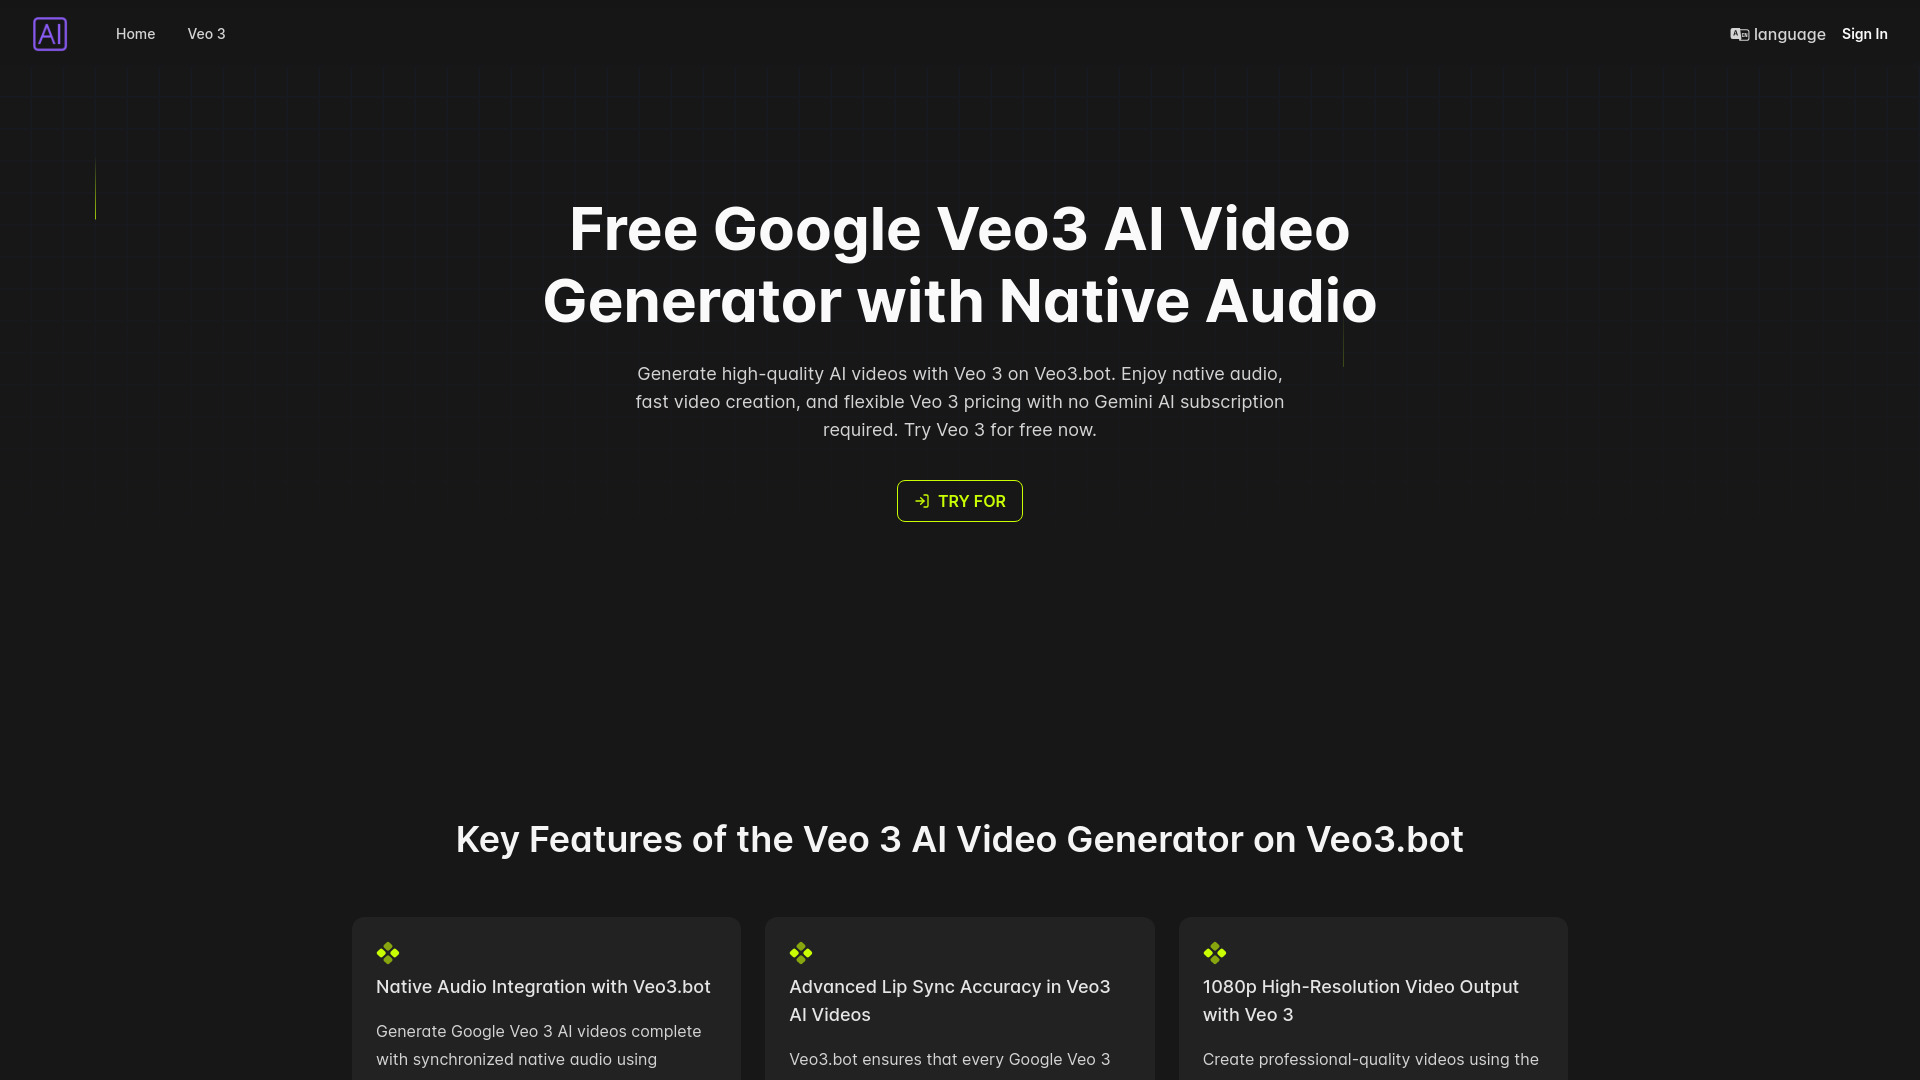 AI
Home
Veo 3
language
Sign In
Free Google Veo3 AI Video
Generator with Native Audio
Generate high-quality AI videos with Veo 3 on Veo3.bot. Enjoy native audio,
fast video creation, and flexible Veo 3 pricing with no Gemini AI subscription
required. Try Veo 3 for free now.
TRY FOR
Key Features of the Veo 3 AI Video Generator on Veo3.bot
Native Audio Integration with Veo3.bot
Generate Google Veo 3 AI videos complete
with synchronized native audio using
Advanced Lip Sync Accuracy in Veo3
AI Videos
Veo3.bot ensures that every Google Veo 3
1080p High-Resolution Video Output
with Veo 3
Create professional-quality videos using the